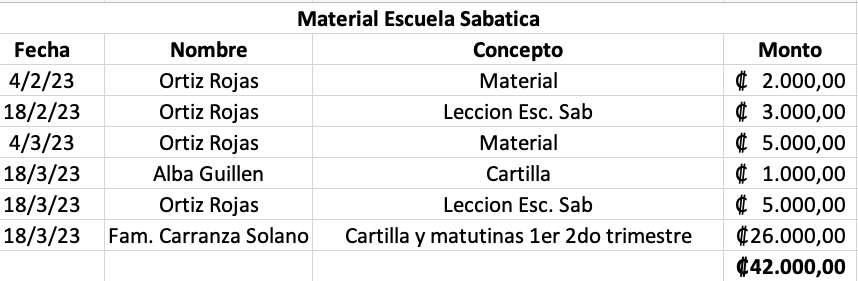 Material Escuela Sabatica
Fecha Nombre Concepto Monto
4/2/23 Ortiz Rojas Material ₡ 2.000,00
18/2/23 Ortiz Rojas Leccion Esc. Sab ₡ 3.000,00
4/3/23 Ortiz Rojas Material ₡ 5.000,00
18/3/23 Alba Guillen Cartilla ₡ 1.000,00
18/3/23 Ortiz Rojas Leccion Esc. Sab ₡ 5.000,00
18/3/23 Fam. Carranza Solano Cartilla y matutinas 1er 2do trimestre ₡26.000,00
₡42.000,00